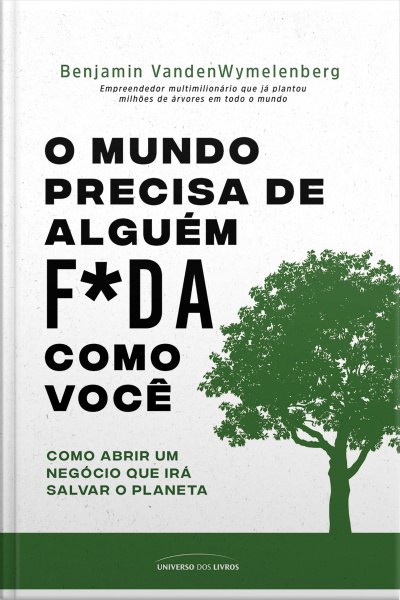 Benjamin VandenWymelenberg
Empreendedor multimilionário que já plantou
milhões de árvores em todo o mundo
O MUNDO
PRECISA DE
ALGUÉM
F*DA
COMO
VOCÊ
COMO ABRIR UM
NEGÓCIO QUE IRÁ
SALVAR O PLANETA
UNIVERSO DOS LIVROS